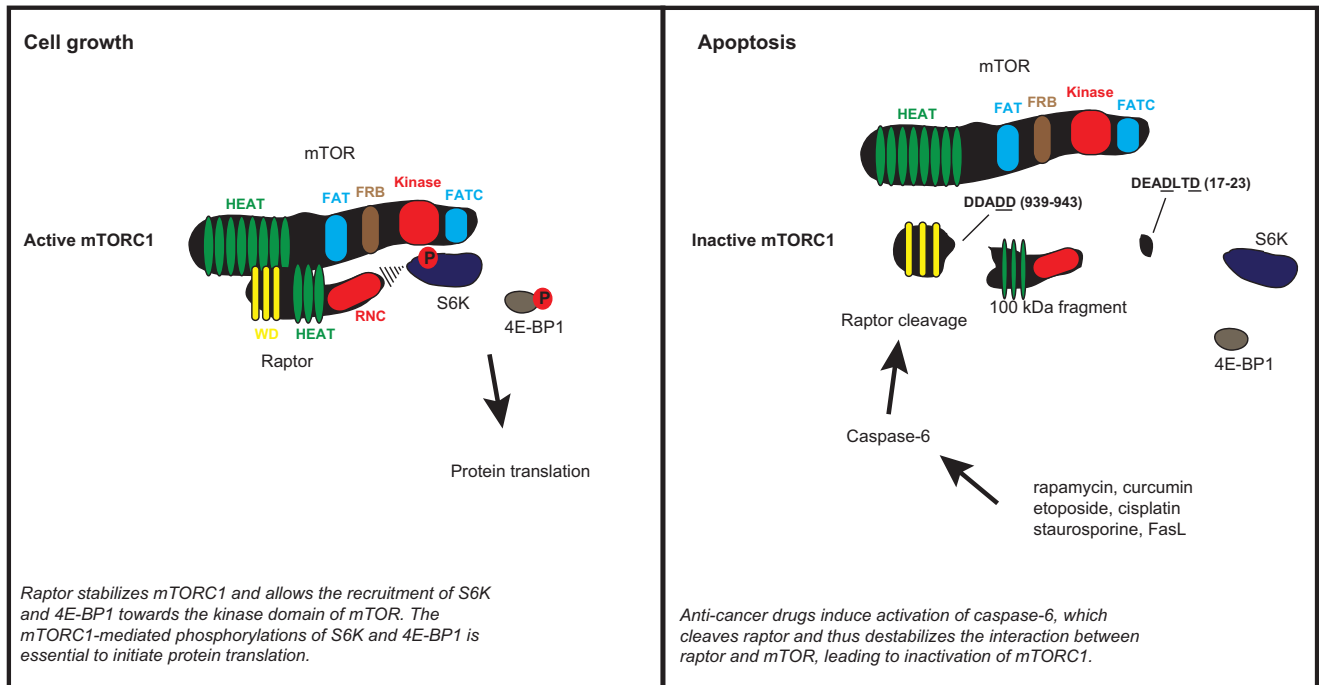 Cell growth
mTOR
Kinase
FATC
FRB
FAT
HEAT
Active mTORC1
P
S6K
P
4E-BP1
RNC
WD
HEAT
Raptor
Protein translation
Raptor stabilizes mTORC1 and allows the recruitment of S6K
and 4E-BP1 towards the kinase domain of mTOR. The
mTORC1-mediated phosphorylations of S6K and 4E-BP1 is
essential to initiate protein translation.
Apoptosis
mTOR
Kinase
FATC
FRB
FAT
HEAT
DEADLTD (17-23)
DDADD (939-943)
Inactive mTORC1
S6K
100 kDa fragment
Raptor cleavage
4E-BP1
Caspase-6
rapamycin, curcumin
etoposide, cisplatin
staurosporine, FasL
Anti-cancer drugs induce activation of caspase-6, which
cleaves raptor and thus destabilizes the interaction between
raptor and mTOR, leading to inactivation of mTORC1.